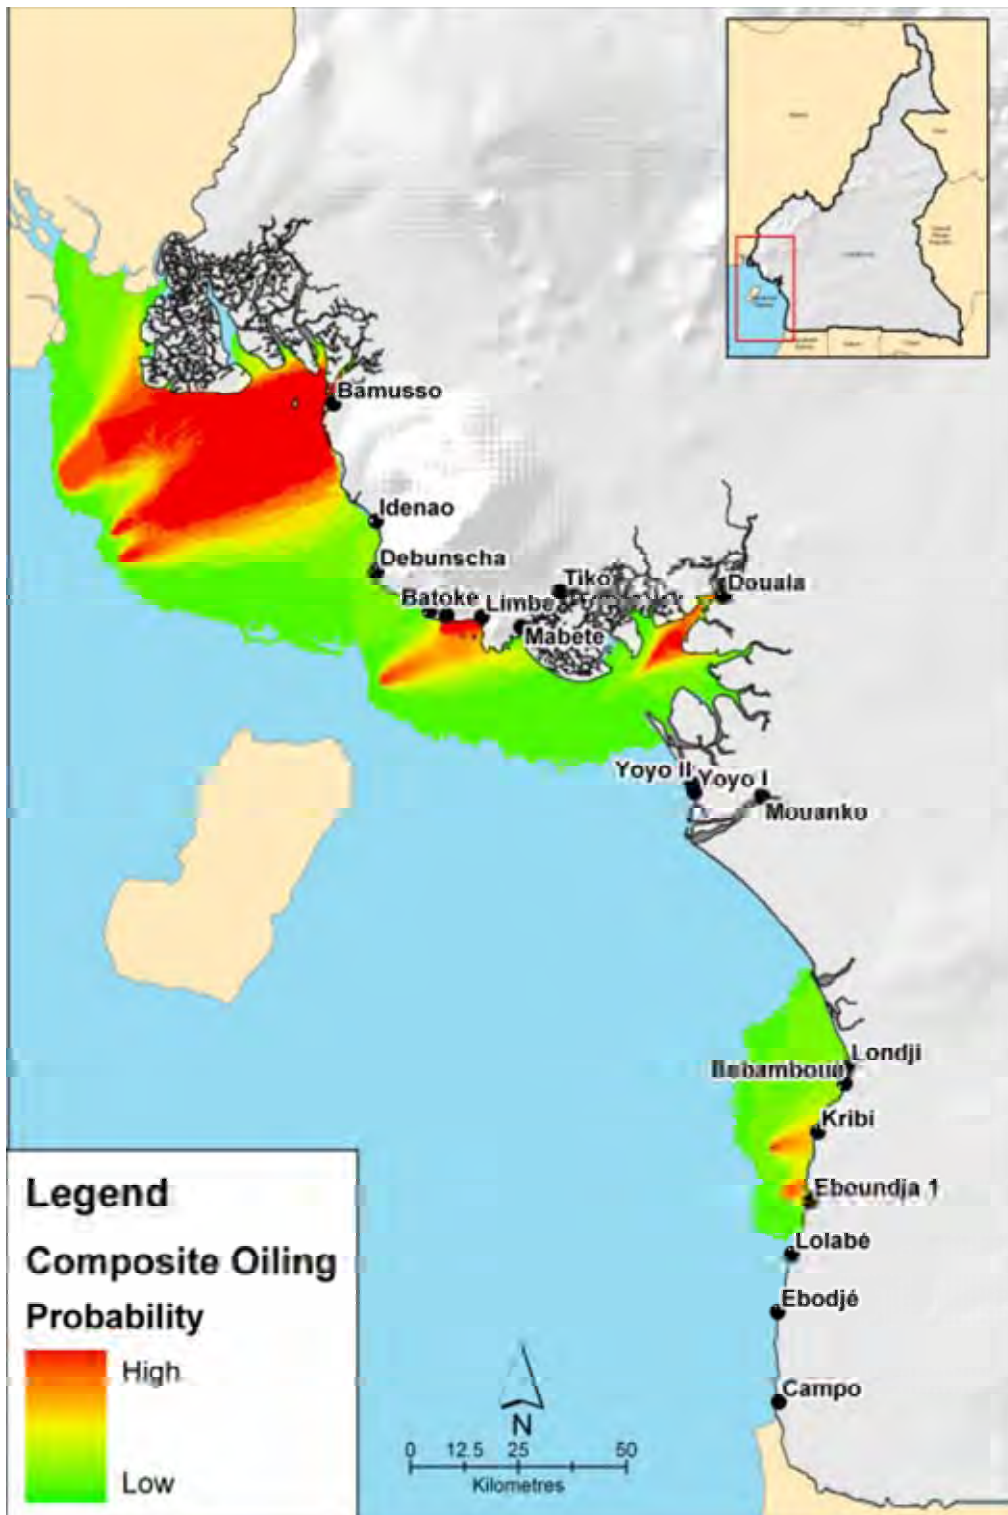 Bamusso
Idenao
Debunscha
Batoke
Limbe
Tiko
Douala
Mabete
Yoyo II
Yoyo I
Mouanko
Londji
Kribi
Eboundja 1
Lolabé
Ebodjé
Campo
Legend
Composite Oiling
Probability
High
Low
N
0 12.5 25 50
Kilometres